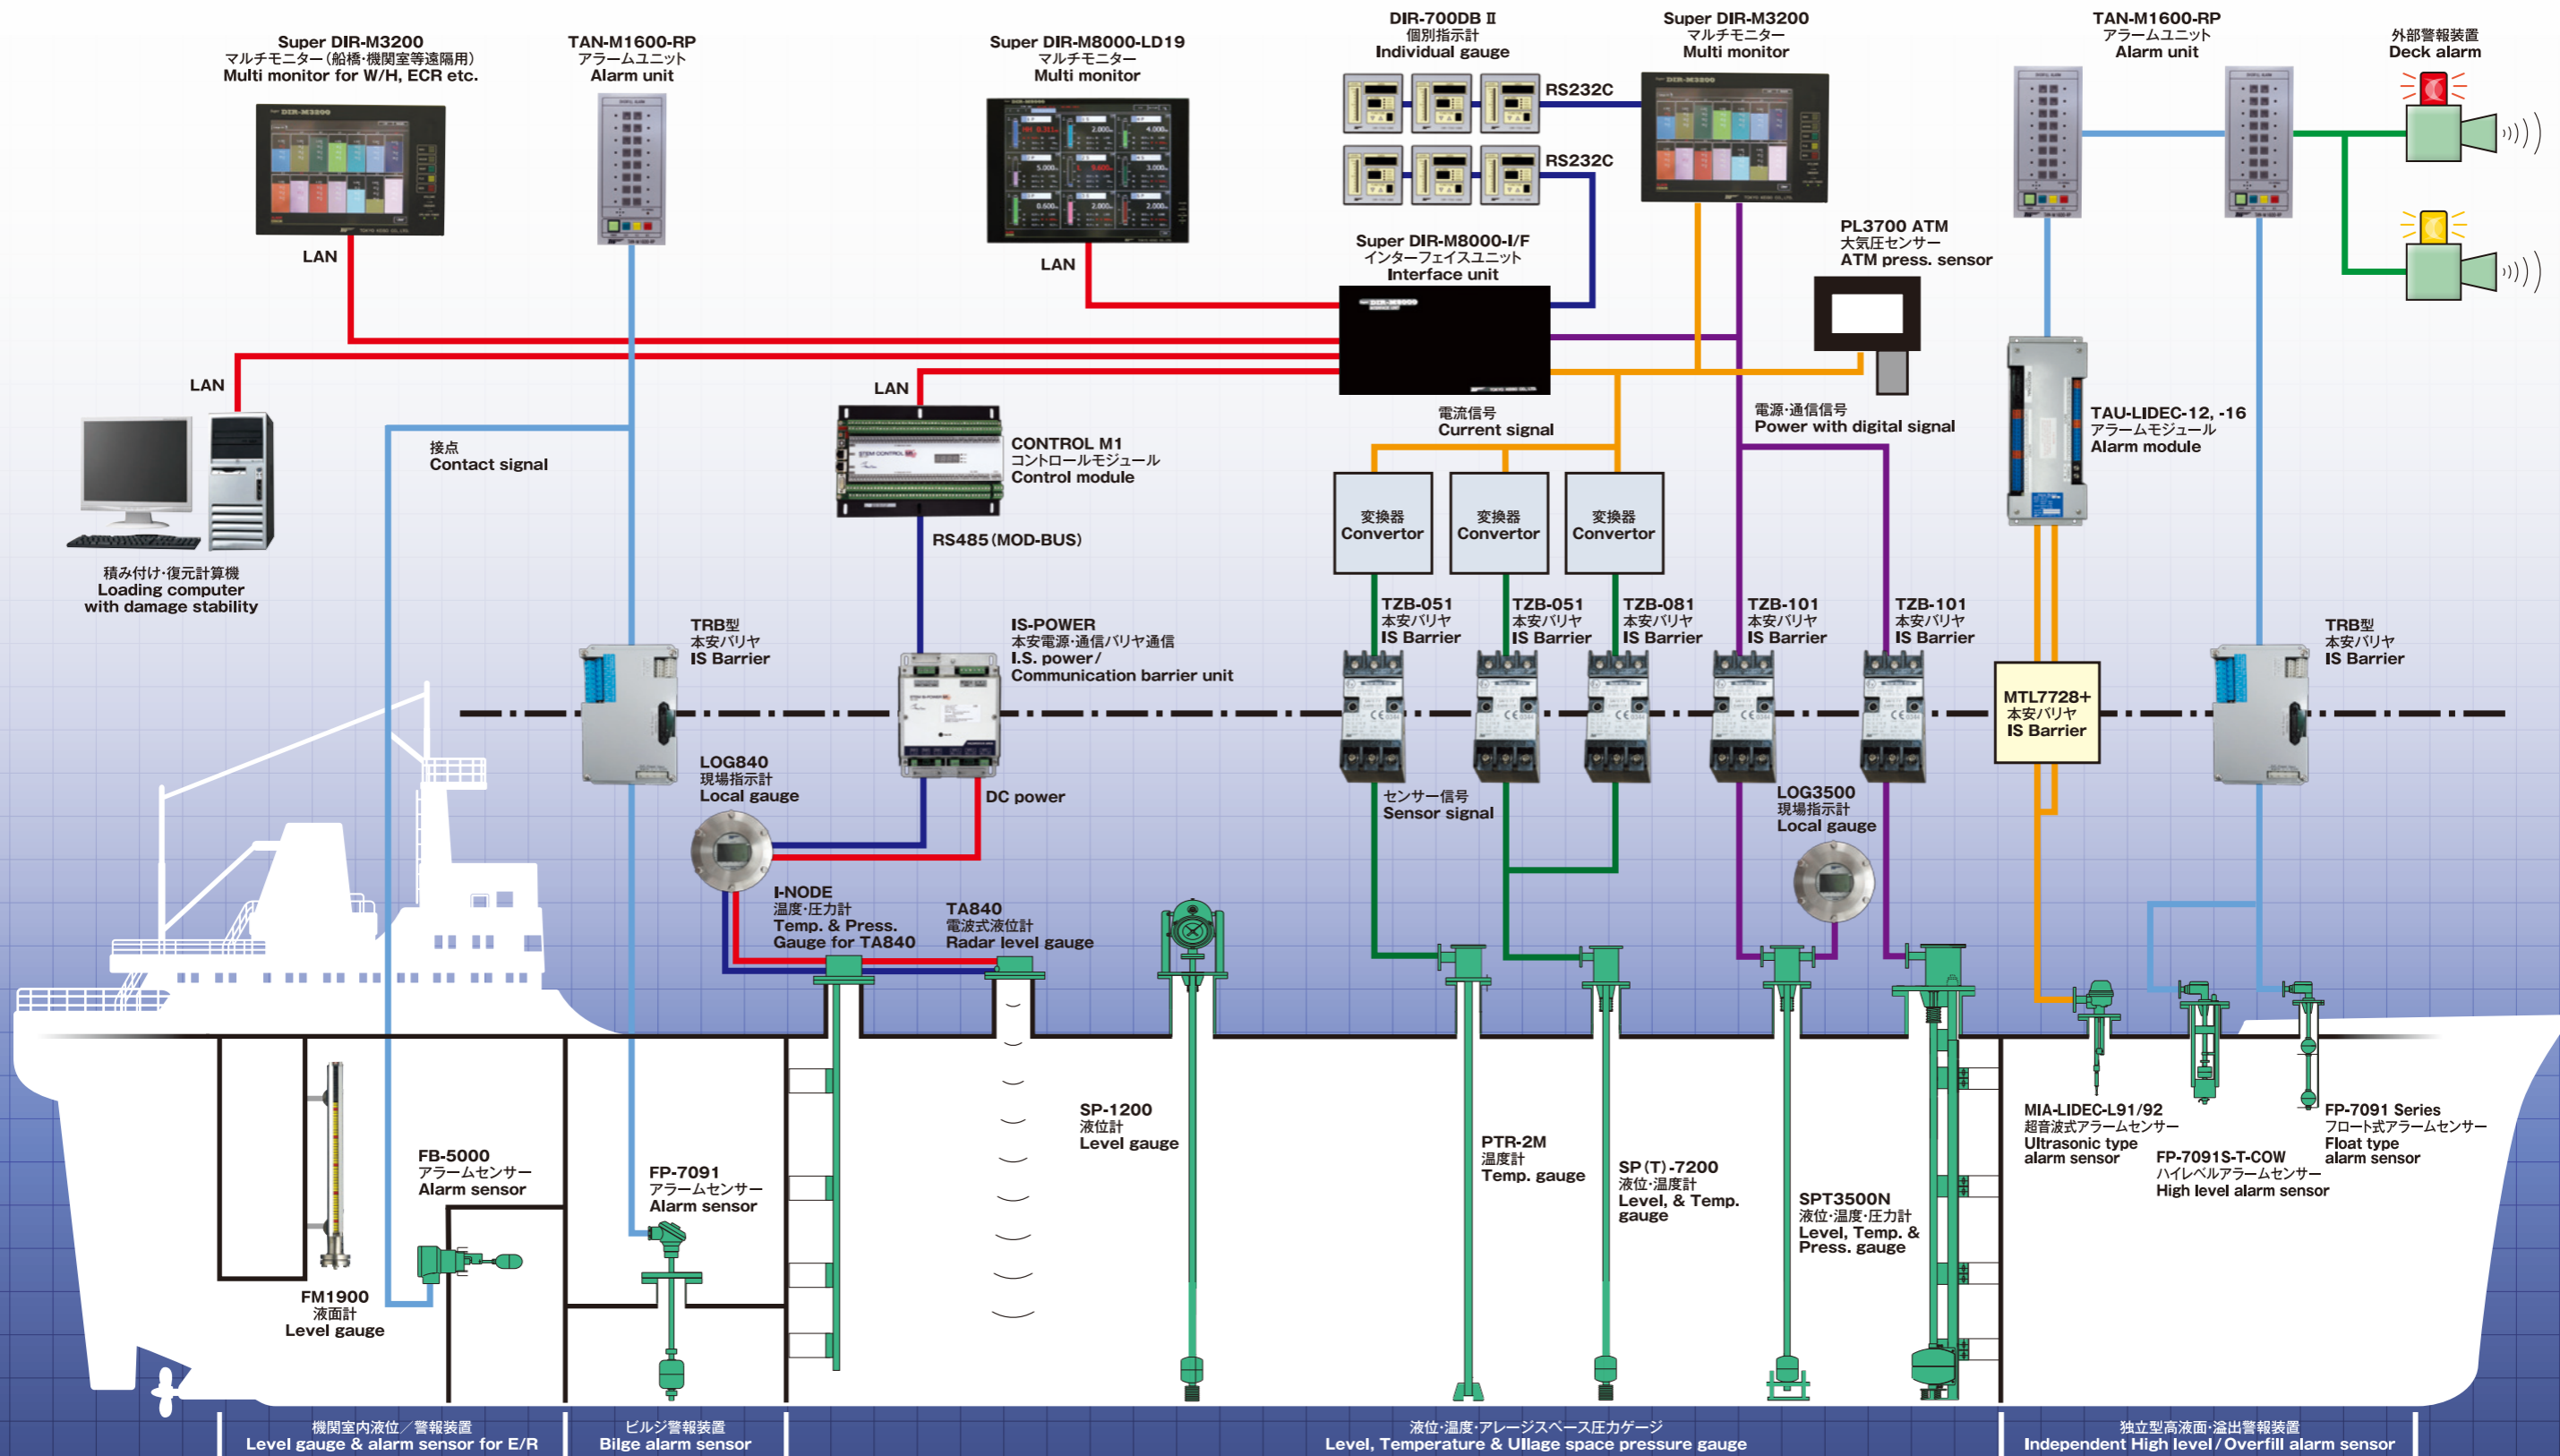 Super DIR-M3200
マルチモニター（船橋・機関室等遠隔用）
Multi monitor for W/H, ECR etc.
TAN-M1600-RP
アラームユニット
Alarm unit
Super DIR-M8000-LD19
マルチモニター
Multi monitor
DIR-700DB Ⅱ
個別指示計
Individual gauge
Super DIR-M3200
マルチモニター
Multi monitor
TAN-M1600-RP
アラームユニット
Alarm unit
外部警報装置
Deck alarm
RS232C
RS232C
LAN
LAN
Super DIR-M8000-I/F
インターフェイスユニット
Interface unit
PL3700 ATM
大気圧センサー
ATM press. sensor
LAN
LAN
接点
Contact signal
CONTROL M1
コントロールモジュール
Control module
電流信号
Current signal
電源・通信信号
Power with digital signal
TAU-LIDEC-12, -16
アラームモジュール
Alarm module
変換器
Convertor
変換器
Convertor
変換器
Convertor
RS485（MOD-BUS）
積み付け・復元計算機
Loading computer
with damage stability
TRB型
本安バリヤ
IS Barrier
IS-POWER
本安電源・通信バリヤ通信
I.S. power/
Communication barrier unit
TZB-051
本安バリヤ
IS Barrier
TZB-051
本安バリヤ
IS Barrier
TZB-081
本安バリヤ
IS Barrier
TZB-101
本安バリヤ
IS Barrier
TZB-101
本安バリヤ
IS Barrier
MTL7728+
本安バリヤ
IS Barrier
TRB型
本安バリヤ
IS Barrier
LOG840
現場指示計
Local gauge
DC power
センサー信号
Sensor signal
LOG3500
現場指示計
Local gauge
I-NODE
温度・圧力計
Temp. & Press.
Gauge for TA840
TA840
電波式液位計
Radar level gauge
SP-1200
液位計
Level gauge
PTR-2M
温度計
Temp. gauge
SP（T）-7200
液位・温度計
Level, & Temp.
gauge
SPT3500N
液位・温度・圧力計
Level, Temp. &
Press. gauge
MIA-LIDEC-L91/92
超音波式アラームセンサー
Ultrasonic type
alarm sensor
FP-7091S-T-COW
ハイレベルアラームセンサー
High level alarm sensor
FP-7091 Series
フロート式アラームセンサー
Float type
alarm sensor
FB-5000
アラームセンサー
Alarm sensor
FP-7091
アラームセンサー
Alarm sensor
FM1900
液面計
Level gauge
機関室内液位／警報装置
Level gauge & alarm sensor for E/R
ビルジ警報装置
Bilge alarm sensor
液位・温度・アレージスペース圧力ゲージ
Level, Temperature & Ullage space pressure gauge
独立型高液面・溢出警報装置
Independent High level/Overfill alarm sensor